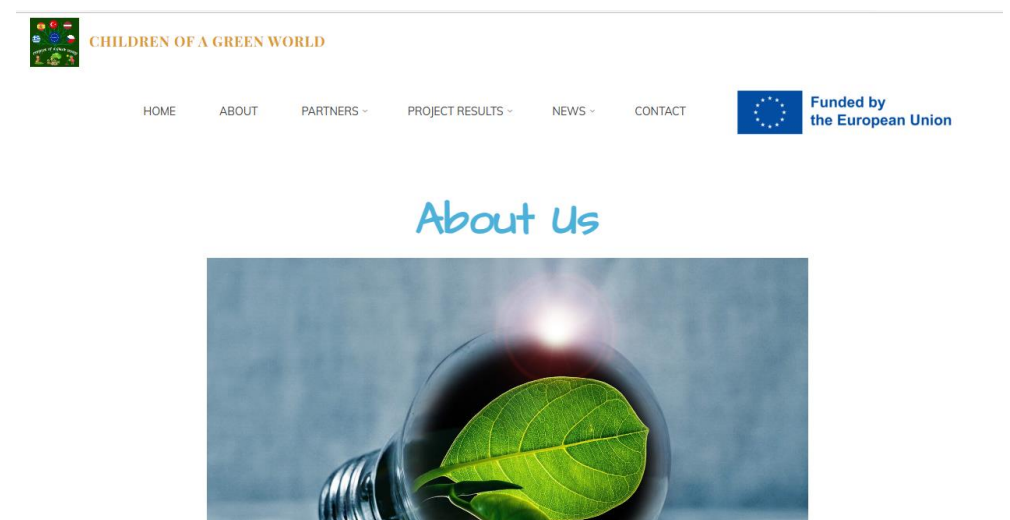 CHILDREN OF A GREEN WORLD
HOME ABOUT PARTNERS PROJECT RESULTS NEWS CONTACT
Funded by
the European Union
About Us